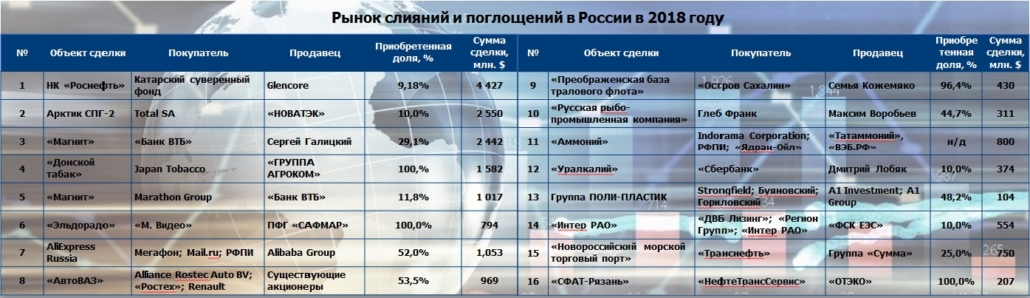 Рынок слияний и поглощений в России в 2018 году
№ Объект сделки Покупатель Продавец Приобретенная доля, % Сумма сделки, млн. $
1 НК «Роснефть» Катарский суверенный фонд Glencore 9,18% 4 427
2 Арктик СПГ-2 Total SA «НОВАТЭК» 10,0% 2 550
3 «Магнит» «Банк ВТБ» Сергей Галицкий 29,1% 2 442
4 «Донской табак» Japan Tobacco «ГРУППА АГРОКОМ» 100,% 1 582
5 «Магнит» Marathon Group «Банк ВТБ» 11,8% 1 017
6 «Эльдорадо» «М. Видео» ПФГ «САФМАР» 100,0% 794
7 AliExpress Russia Мегафон; Mail.ru; РФПИ Alibaba Group 52,0% 1,053
8 «АвтоВАЗ» Alliance Rostec Auto BV; «Ростех»; Renault Существующие акционеры 53,5% 969
№ Объект сделки Покупатель Продавец Приобре тенная доля, % Сумма сделки, млн. $
9 «Преображенская база тралового флота» «Остров Сахалин» Семья Кожемяко 96,4% 430
10 «Русская рыбо-промышленная компания» Глеб Франк Максим Воробьев 44,7% 311
11 «Аммоний» Indorama Corporation; РФПИ; «Ядран-Ойл» «Татаммоний», «ВЭБ.РФ» н/д 800
12 «Уралкалий» «Сбербанк» Дмитрий Лобяк 10,0% 374
13 Группа ПОЛИ-ПЛАСТИК Strongfield; Буяновский; Гориловский A1 Investment; A1 Group 48,2% 104
14 «Интер РАО» «ДВБ Лизинг»; «Регион Групп»; «Интер РАО» «ФСК ЕЭС» 10,0% 554
15 «Новороссийский морской торговый порт» «Транснефть» Группа «Сумма» 25,0% 750
16 «СФАТ-Рязань» «НефтеТрансСервис» «ОТЭКО» 100,0% 207